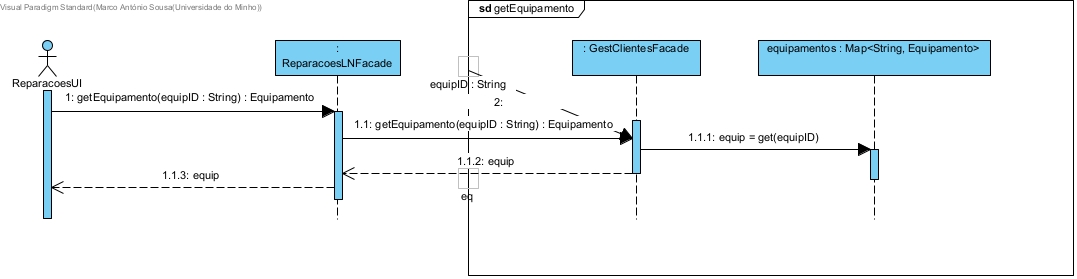 Visual Paradigm Standard(Marco António Sousa(Universidade do Minho))
sd getEquipamento
ReparacoesUI
:
ReparacoesLNFacade
: GestClientesFacade
equipamentos : Map<String, Equipamento>
equipID : String
1: getEquipamento(equipID : String) : Equipamento
2:
1.1: getEquipamento(equipID : String) : Equipamento
1.1.1: equip = get(equipID)
1.1.2: equip
1.1.3: equip
eq